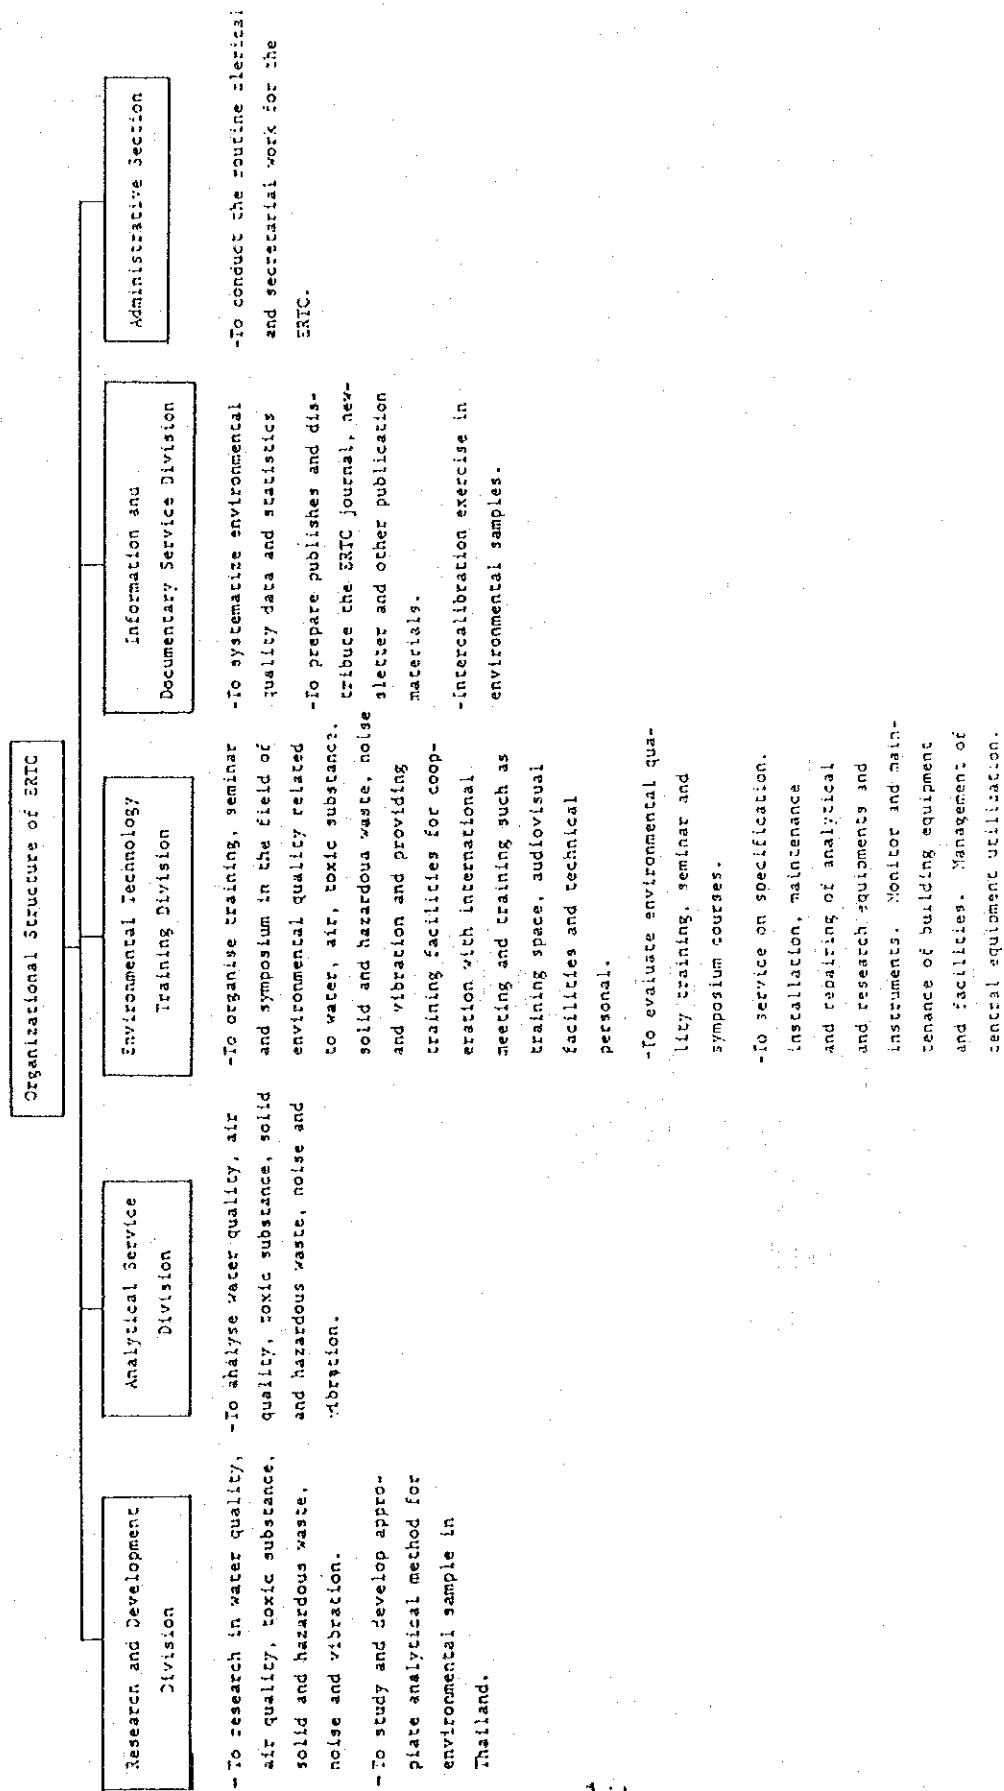 Organizational Structure of ERTC
Research and Development
Division
- To research in water quality,
air quality, toxic substance,
solid and hazardous waste,
noise and vibration.
- To study and develop appro-
piate analytical method for
environmental sample in
Thailand.
Analytical Service
Division
-To analyse water quality, air
quality, toxic substance, solid
and hazardous waste, noise and
vibration.
Environmental Technology
Training Division
-To organise training, seminar
and symposium in the field of
environmental quality related
to water, air, toxic substance,
solid and hazardous waste, noise
and vibration and providing
training facilities for coop-
eration with international
meeting and training such as
training space, audiovisual
facilities and technical
personal.
-To evaluate environmental qua-
lity training, seminar and
symposium courses.
-To service on specification,
installation, maintenance
and repairing of analytical
and research equipments and
instruments. Monitor and main-
tenance of building equipment
and facilities. Management of
central equipment utilization.
Information and
Documentary Service Division
-To systematize environmental
quality data and statistics
-To prepare publishes and dis-
tribute the ERTC journal, new-
sletter and other publication
materials.
-Intercalibration exercise in
environmental samples.
Administrative Section
-To conduct the routine clerical
and secretarial work for the
ERTC.